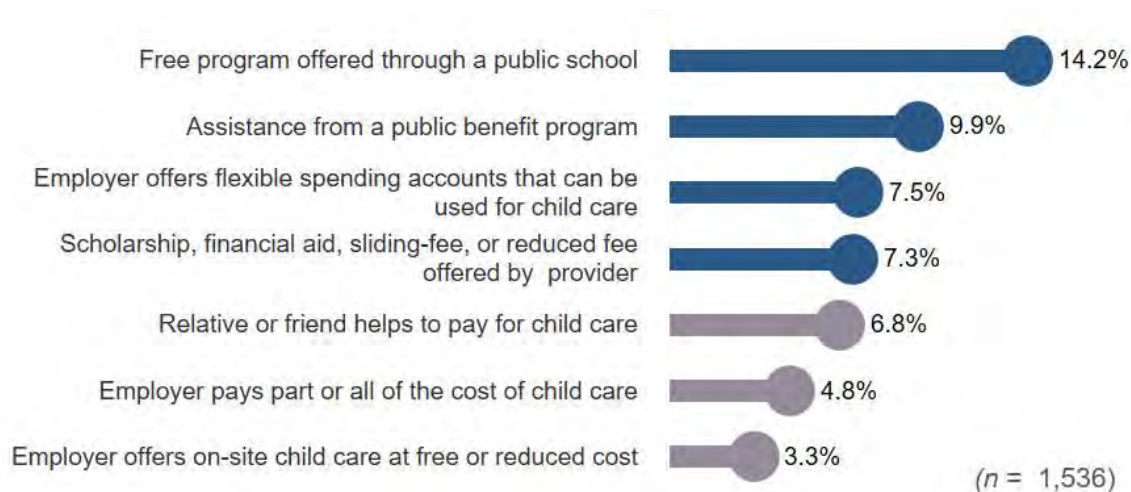 Free program offered through a public school 14.2%
Assistance from a public benefit program 9.9%
Employer offers flexible spending accounts that can be
used for child care 7.5%
Scholarship, financial aid, sliding-fee, or reduced fee
offered by provider 7.3%
Relative or friend helps to pay for child care 6.8%
Employer pays part or all of the cost of child care 4.8%
Employer offers on-site child care at free or reduced cost 3.3%
(n = 1,536)